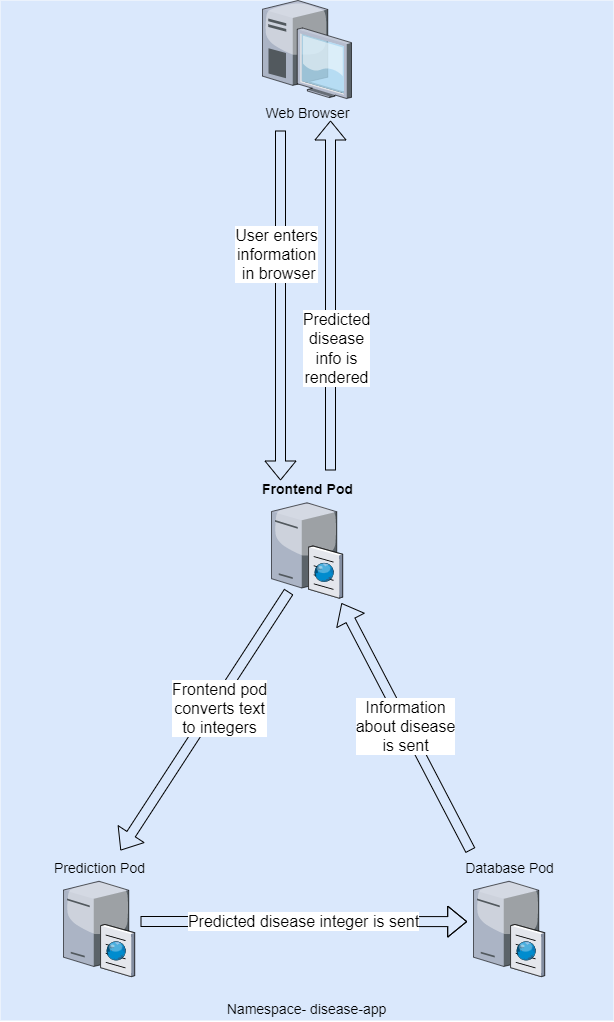 Web Browser
User enters
information
in browser
Predicted
disease
info is
rendered
Frontend Pod
Frontend pod
converts text
to integers
Information
about disease
is sent
Prediction Pod
Database Pod
Predicted disease integer is sent
Namespace- disease-app